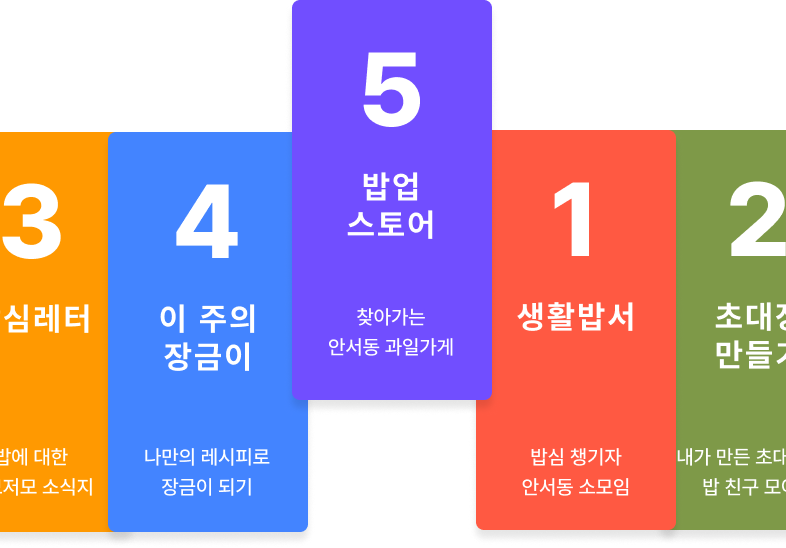 3
심레터
밥에 대한
저모 소식지
4
이 주의
장금이
나만의 레시피로
장금이 되기
5
밥업
스토어
찾아가는
안서동 과일가게
1
생활밥서
밥심 챙기자
안서동 소모임
2
초대
만들
내가 만든 초대
밥 친구 모